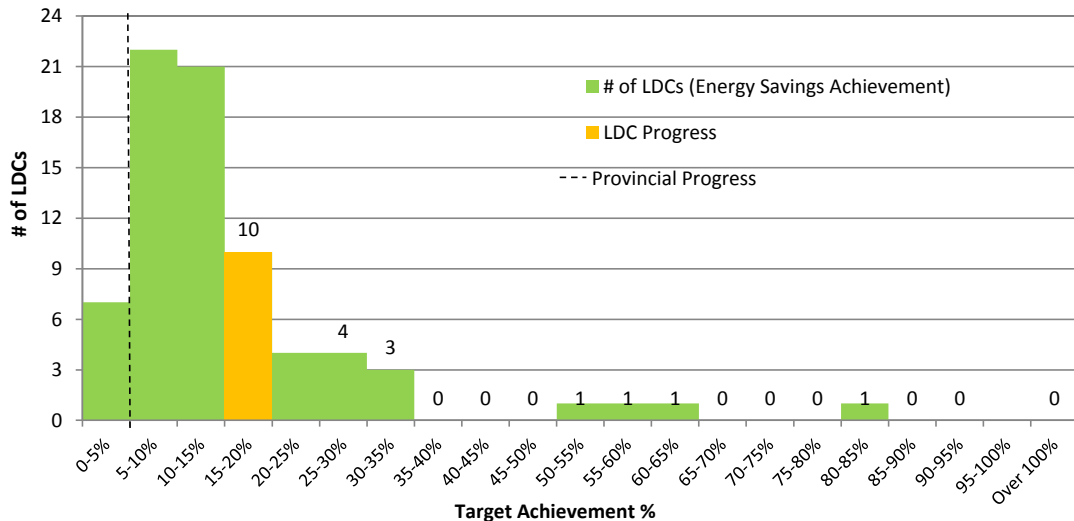 24
21
18
15
12
9
6
3
0
# of LDCs
# of LDCs (Energy Savings Achievement)
LDC Progress
Provincial Progress
10
4
3
0 0 0 1 1 1 0 0 0 1 0 0 0
0-5% 5-10% 10-15% 15-20% 20-25% 25-30% 30-35% 35-40% 40-45% 45-50% 50-55% 55-60% 60-65% 65-70% 70-75% 75-80% 80-85% 85-90% 90-95% 95-100% Over 100%
Target Achievement %